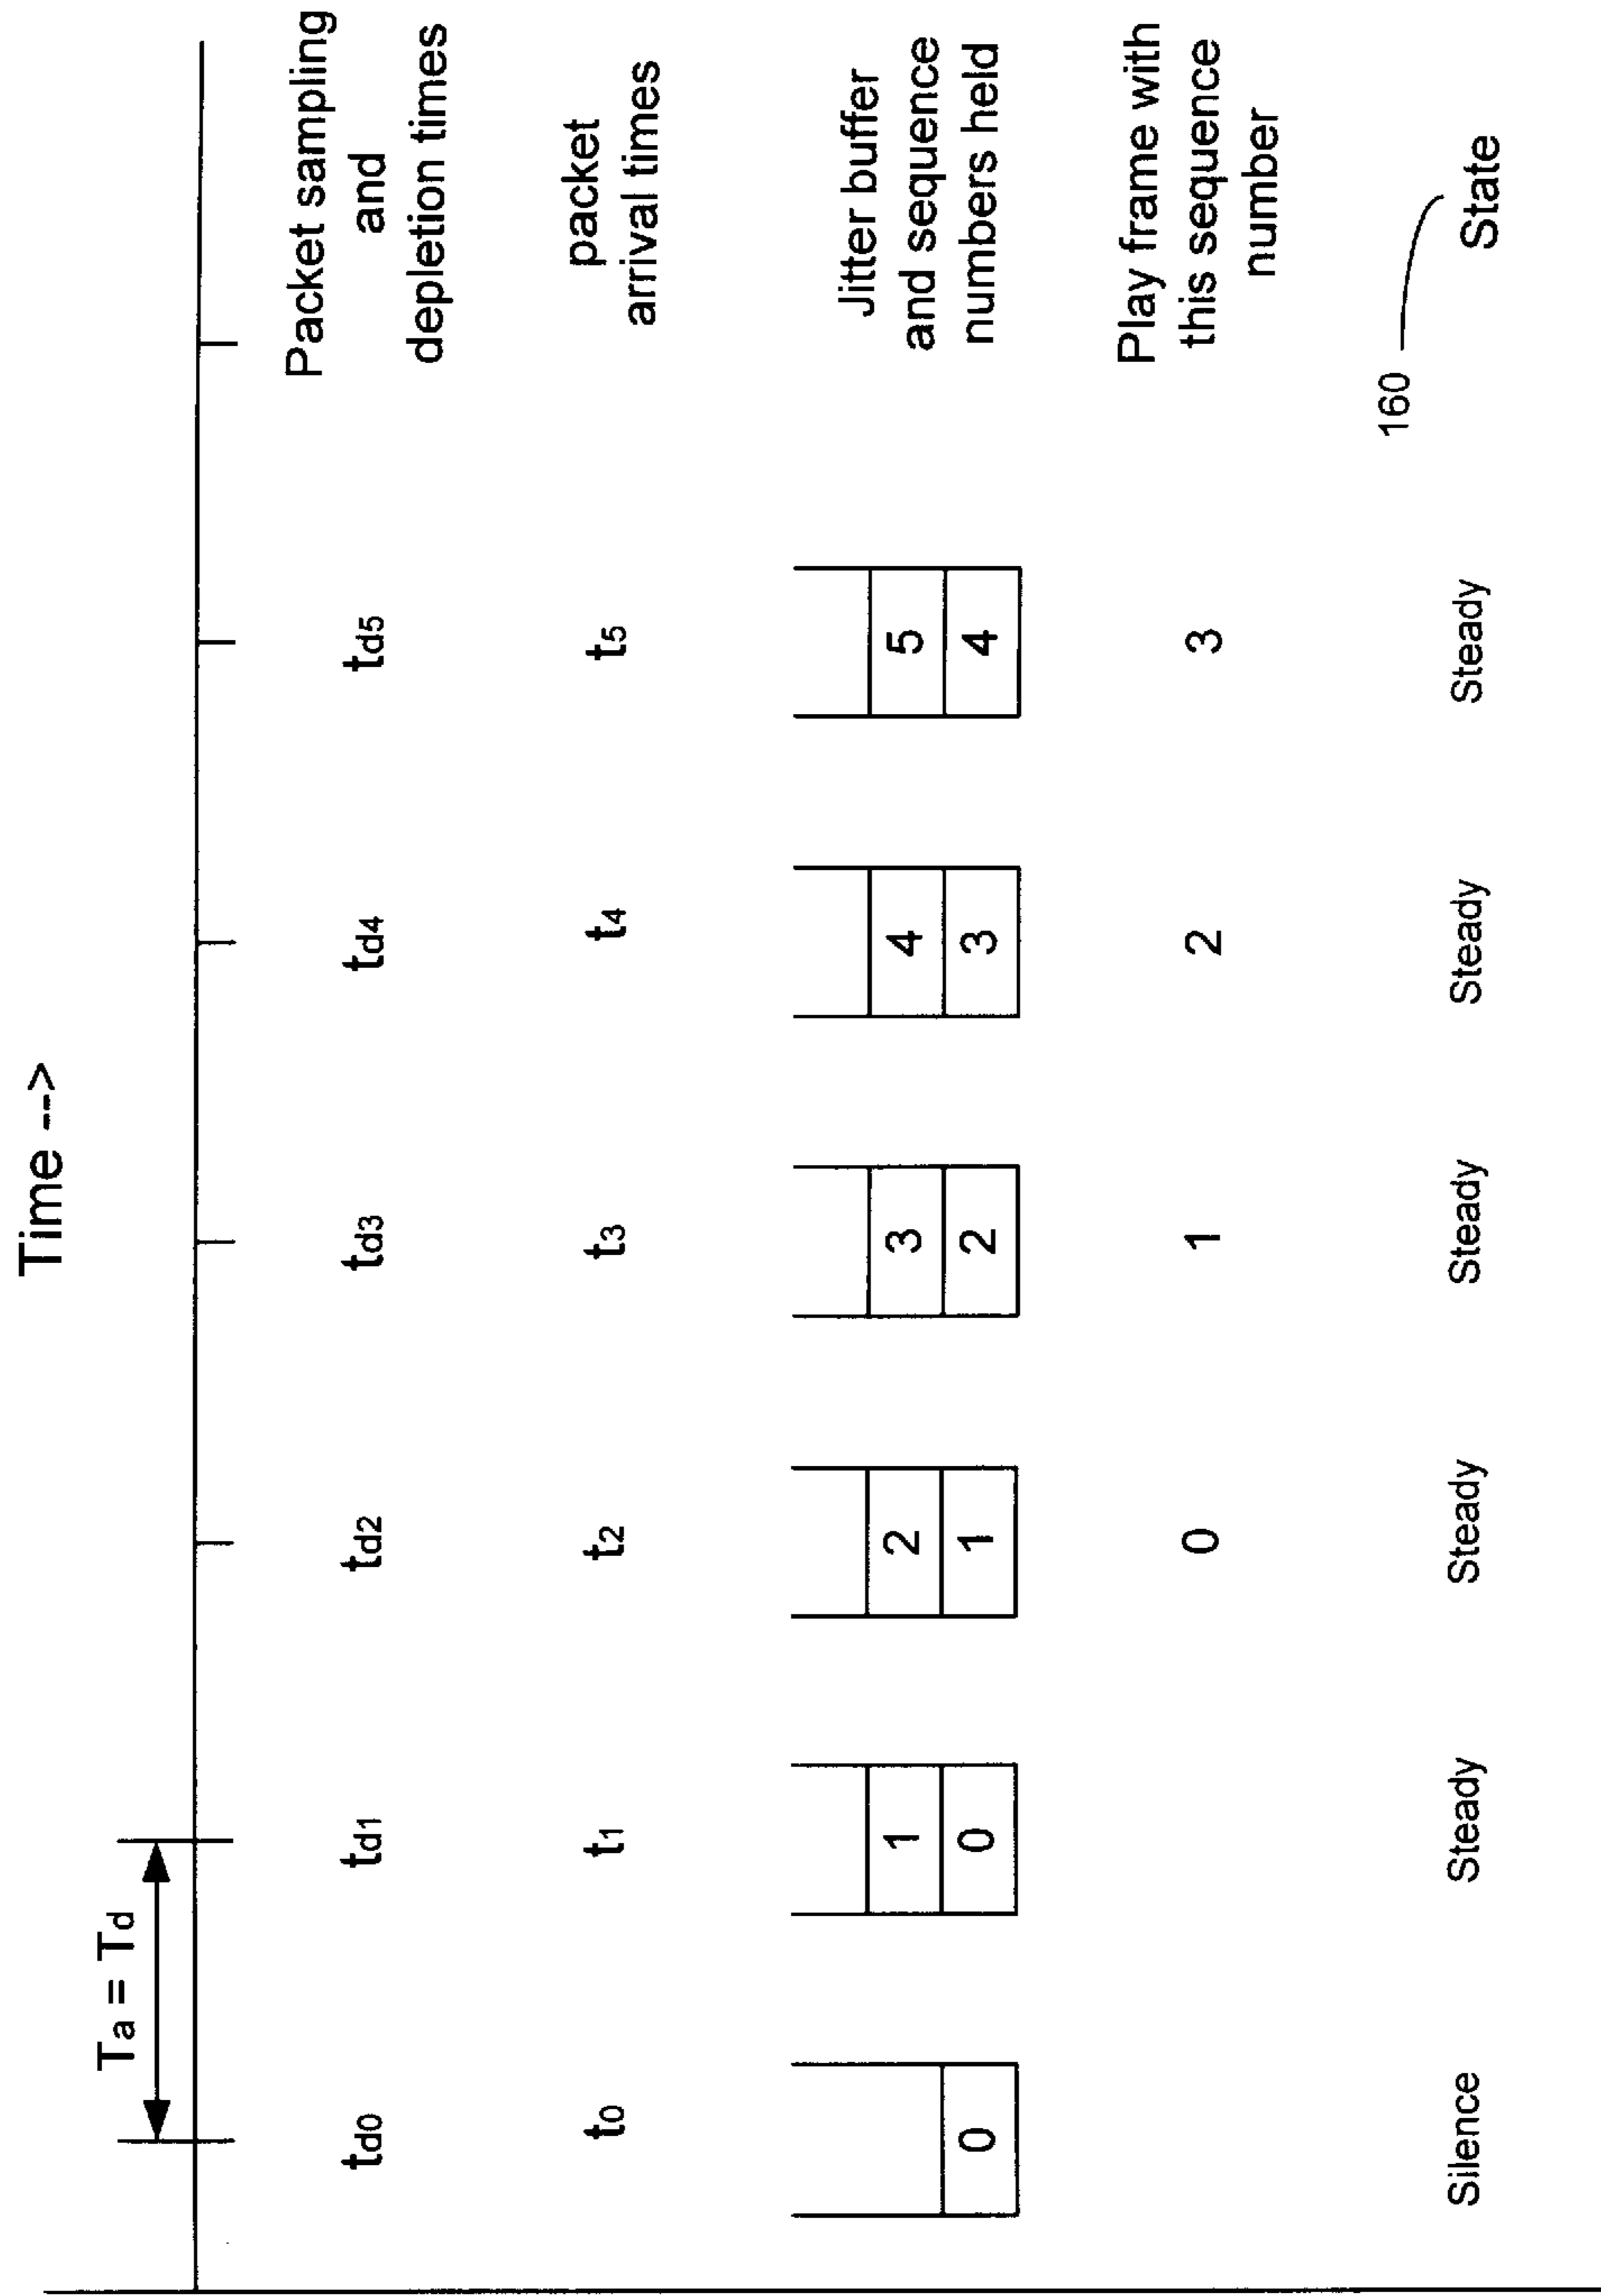 Time -->
Ta = Td
td0 td1 td2 td3 td4 td5
Packet sampling
and
depletion times
t0 t1 t2 t3 t4 t5
packet
arrival times
1 2 3 4 5
0 0 1 2 3 4
Jitter buffer
and sequence
numbers held
0 1 2 3
Play frame with
this sequence
number
160
Silence Steady Steady Steady Steady Steady
State